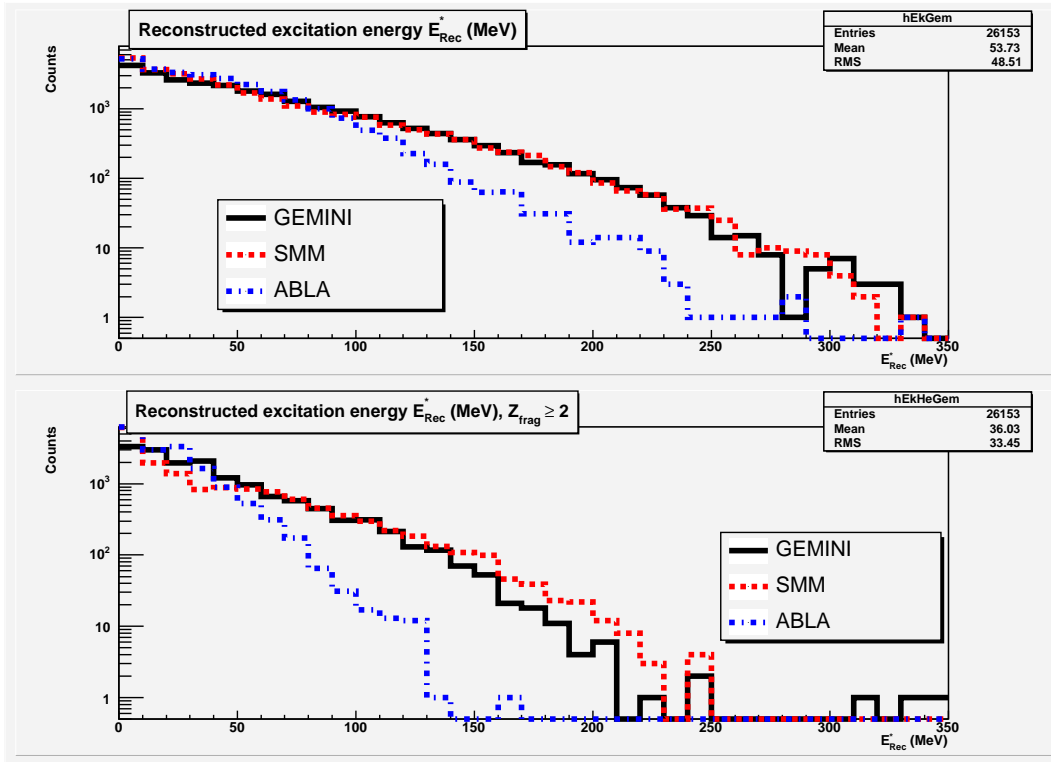 Reconstructed excitation energy E*Rec (MeV)
hEkGem
Entries 26153
Mean 53.73
RMS 48.51
Counts
10³
10²
10
1
GEMINI
SMM
ABLA
0 50 100 150 200 250 300 350
E*Rec (MeV)
Reconstructed excitation energy E*Rec (MeV), Zfrag ≥ 2
hEkHeGem
Entries 26153
Mean 36.03
RMS 33.45
Counts
10³
10²
10
1
GEMINI
SMM
ABLA
0 50 100 150 200 250 300 350
E*Rec (MeV)